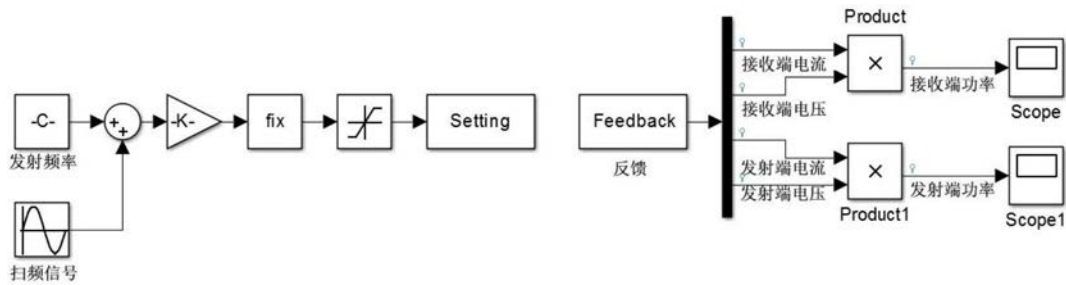 -C-
发射频率
扫频信号
-K-
fix
Setting
Feedback
反馈
接收端电流
接收端电压
发射端电流
发射端电压
Product
×
接收端功率
Scope
×
Product1
发射端功率
Scope1